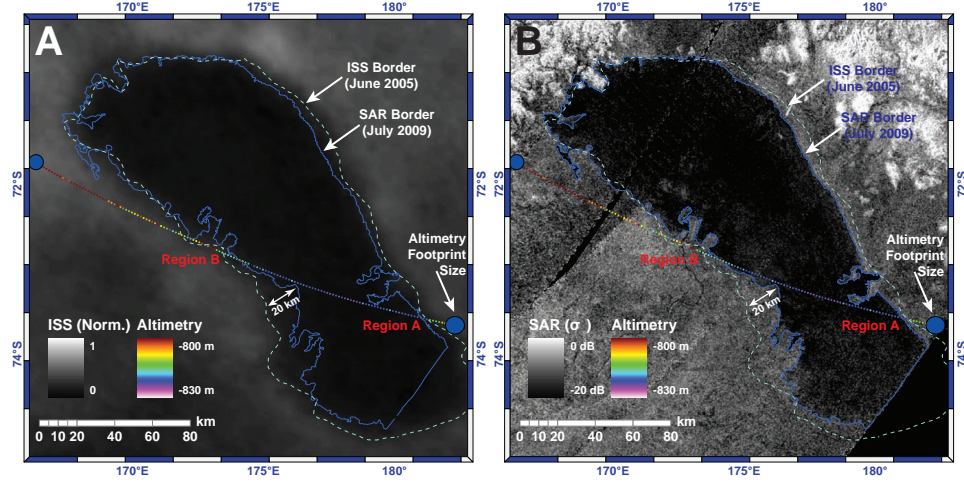 170°E 175°E 180°
A
ISS Border
(June 2005)
SAR Border
(July 2009)
72°S
Altimetry
Footprint
Size
Region B
20 km
Region A
ISS (Norm.) Altimetry
1
0
-800 m
-830 m
74°S
km
0 10 20 40 60 80
170°E 175°E 180°
170°E 175°E 180°
B
ISS Border
(June 2005)
SAR Border
(July 2009)
72°S
72°S
Altimetry
Footprint
Size
Region B
20 km
Region A
SAR (σ ) Altimetry
0 dB
-20 dB
-800 m
-830 m
74°S
74°S
km
0 10 20 40 60 80
170°E 175°E 180°